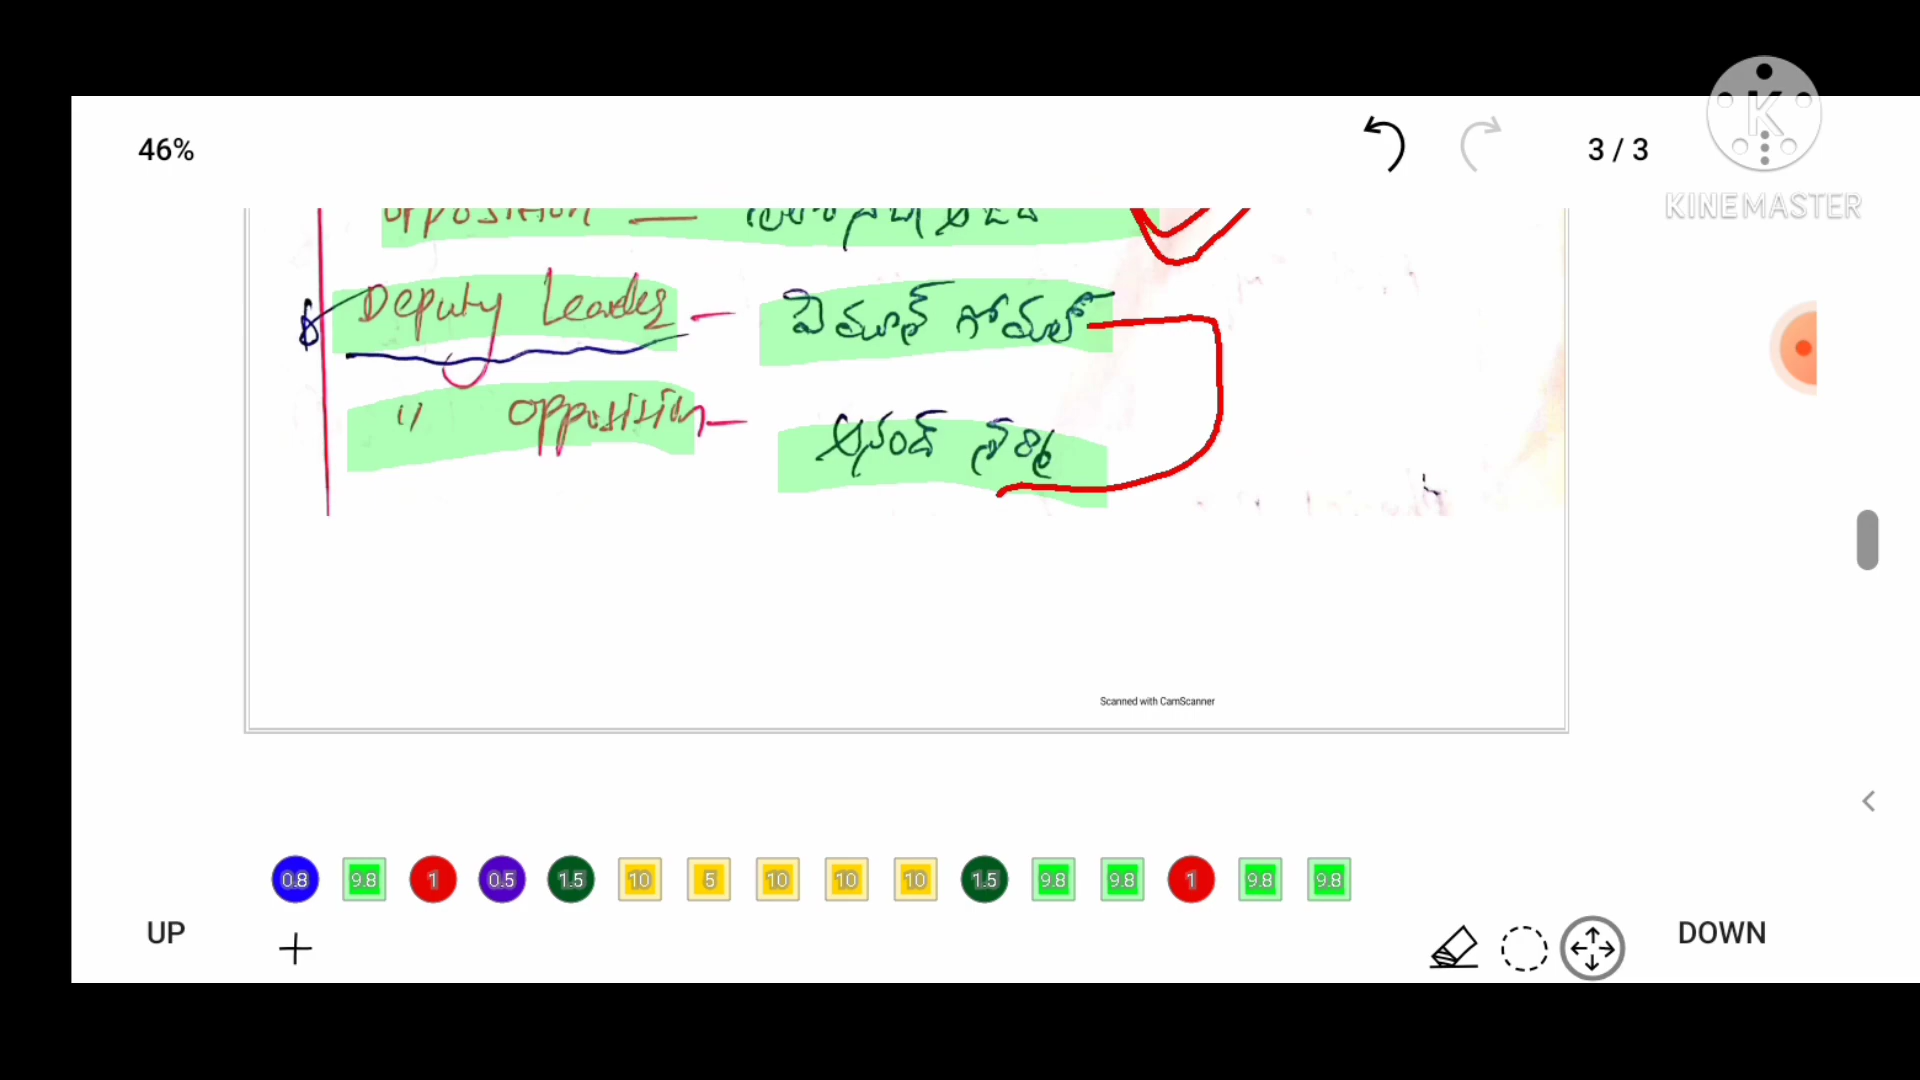 46%
3 / 3
KINEMASTER
opposition —
Deputy Leader - పియూష్ గోయల్
" opposision - ఆనంద్ శర్మ
Scanned with CamScanner
0.8 9.8 1 0.5 1.5 10 5 10 10 10 1.5 9.8 9.8 1 9.8 9.8
UP
DOWN